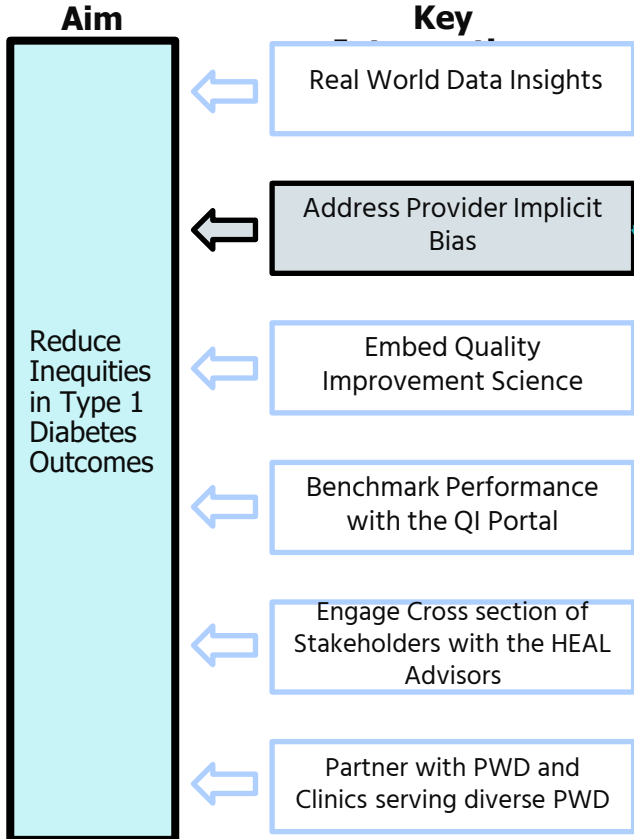 Aim
Key
Real World Data Insights
Address Provider Implicit
Bias
Reduce
Inequities
in Type 1
Diabetes
Outcomes
Embed Quality
Improvement Science
Benchmark Performance
with the QI Portal
Engage Cross section of
Stakeholders with the HEAL
Advisors
Partner with PWD and
Clinics serving diverse PWD